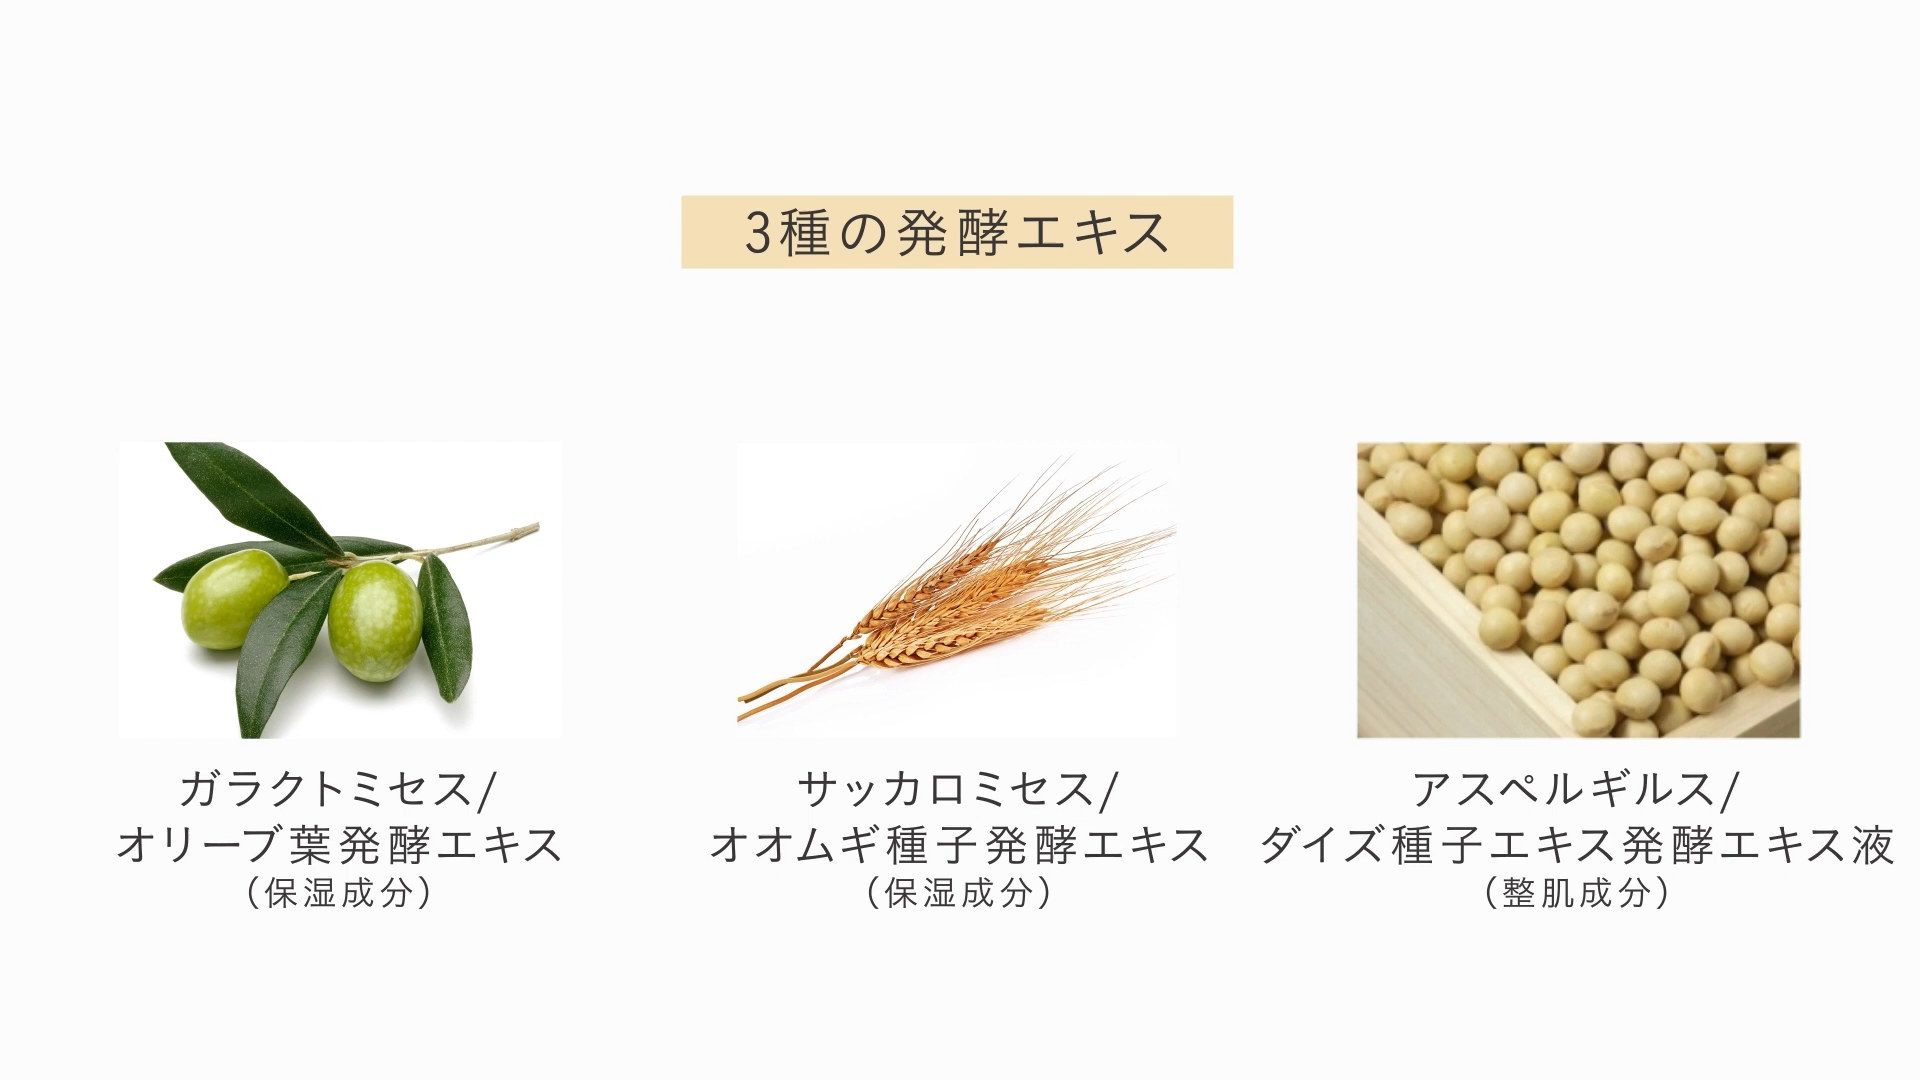 3種の発酵エキス
ガラクトミセス/
オリーブ葉発酵エキス
（保湿成分）
サッカロミセス/
オオムギ種子発酵エキス
（保湿成分）
アスペルギルス/
ダイズ種子エキス発酵エキス液
（整肌成分）